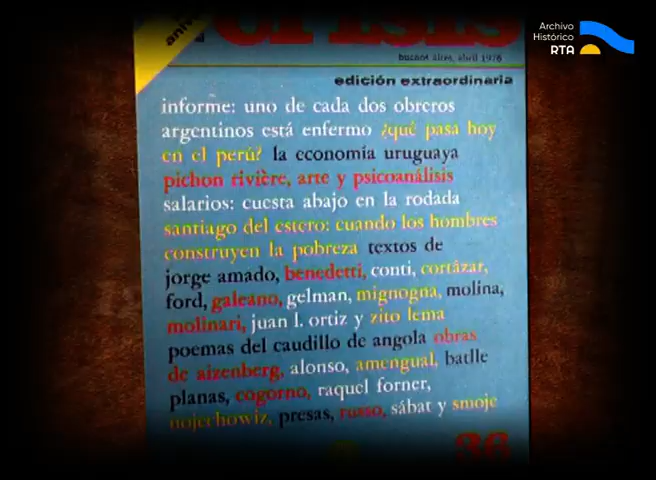 aniv
crisis
buenos aires, abril 1976
edición extraordinaria
informe: uno de cada dos obreros
argentinos está enfermo ¿qué pasa hoy
en el perú? la economía uruguaya
pichon rivière, arte y psicoanálisis
salarios: cuesta abajo en la rodada
santiago del estero: cuando los hombres
construyen la pobreza textos de
jorge amado, benedetti, conti, cortázar,
ford, galeano, gelman, mignogna, molina,
molinari, juan l. ortiz y zito lema
poemas del caudillo de angola obras
de aizenberg, alonso, amengual, batlle
planas, cogorno, raquel forner,
nojechowiz, presas, russo, sábat y smoje
36
Archivo
Histórico
RTA